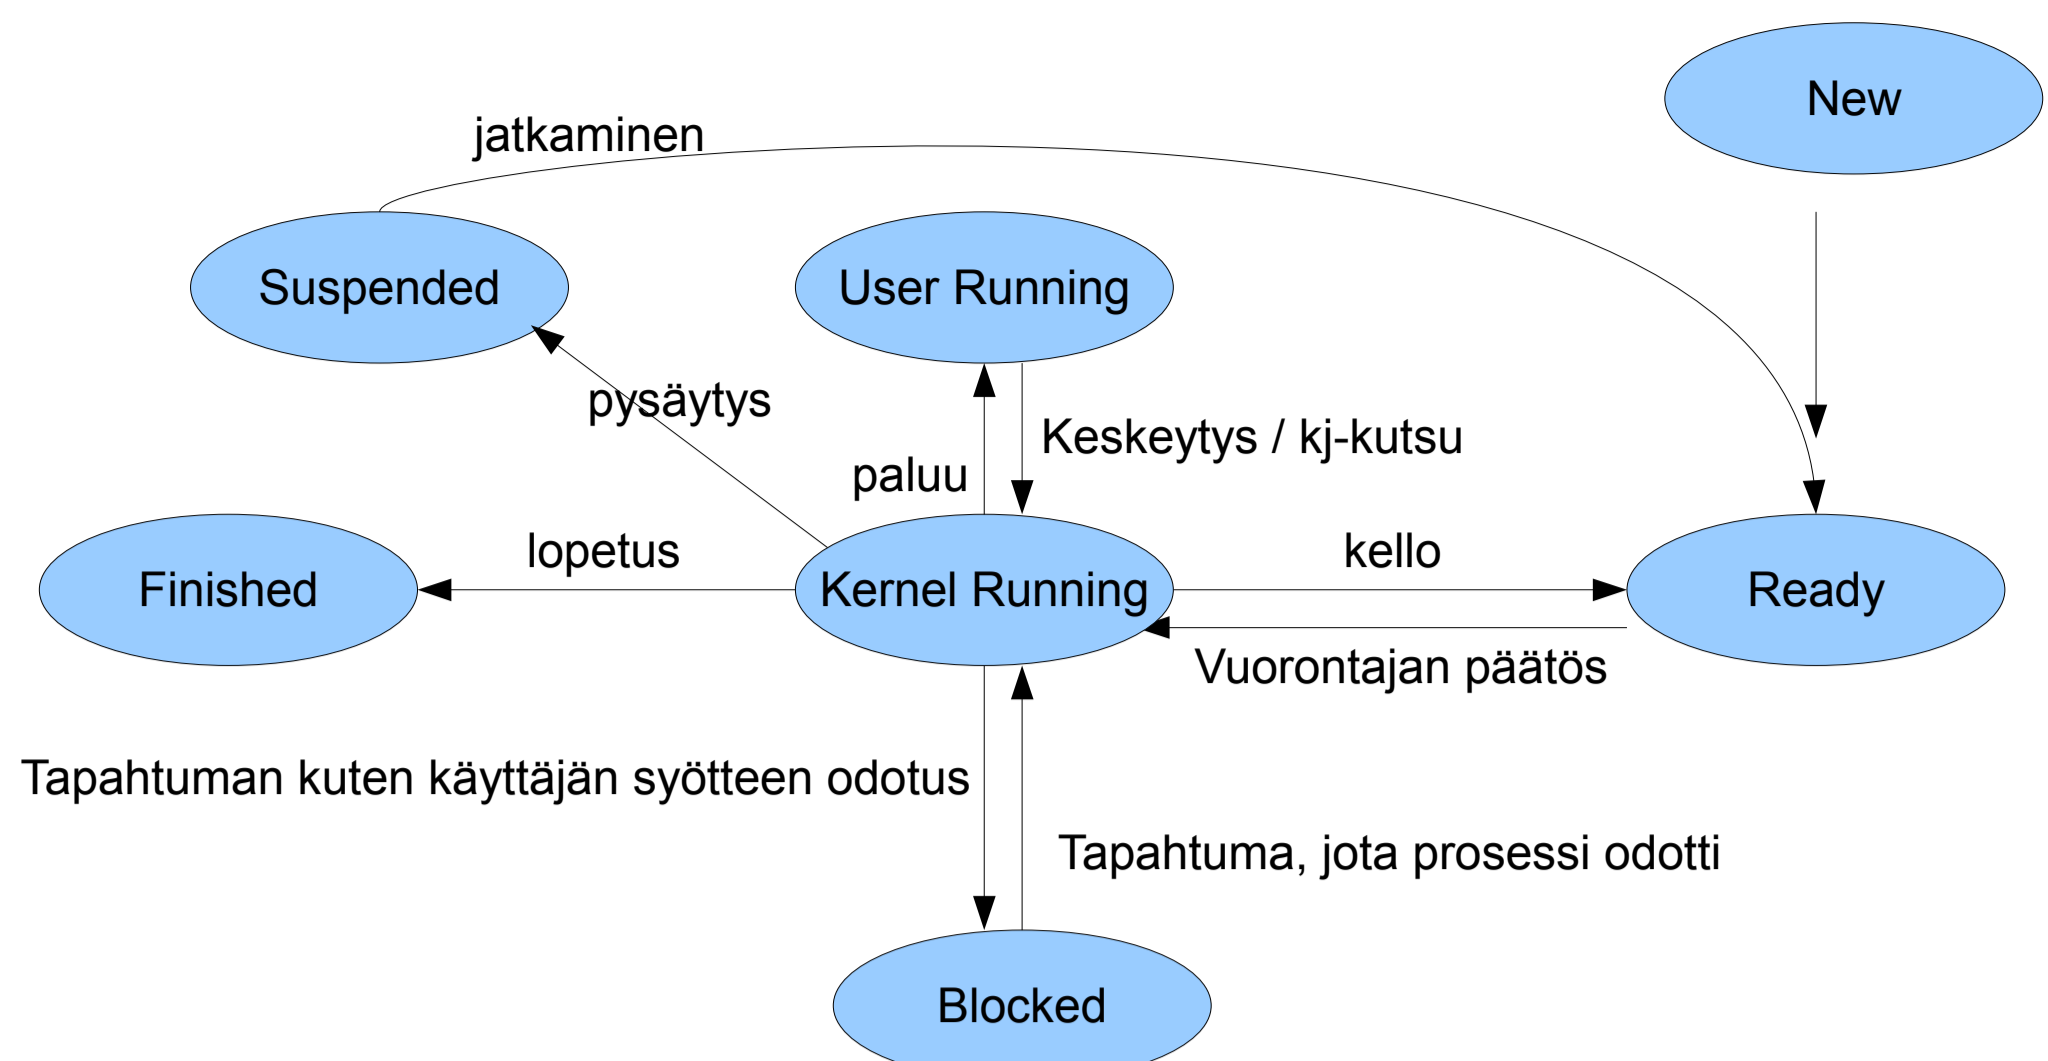 New
jatkaminen
Suspended
User Running
pysäytys
Keskeytys / kj-kutsu
paluu
lopetus
kello
Finished
Kernel Running
Ready
Vuorontajan päätös
Tapahtuman kuten käyttäjän syötteen odotus
Tapahtuma, jota prosessi odotti
Blocked